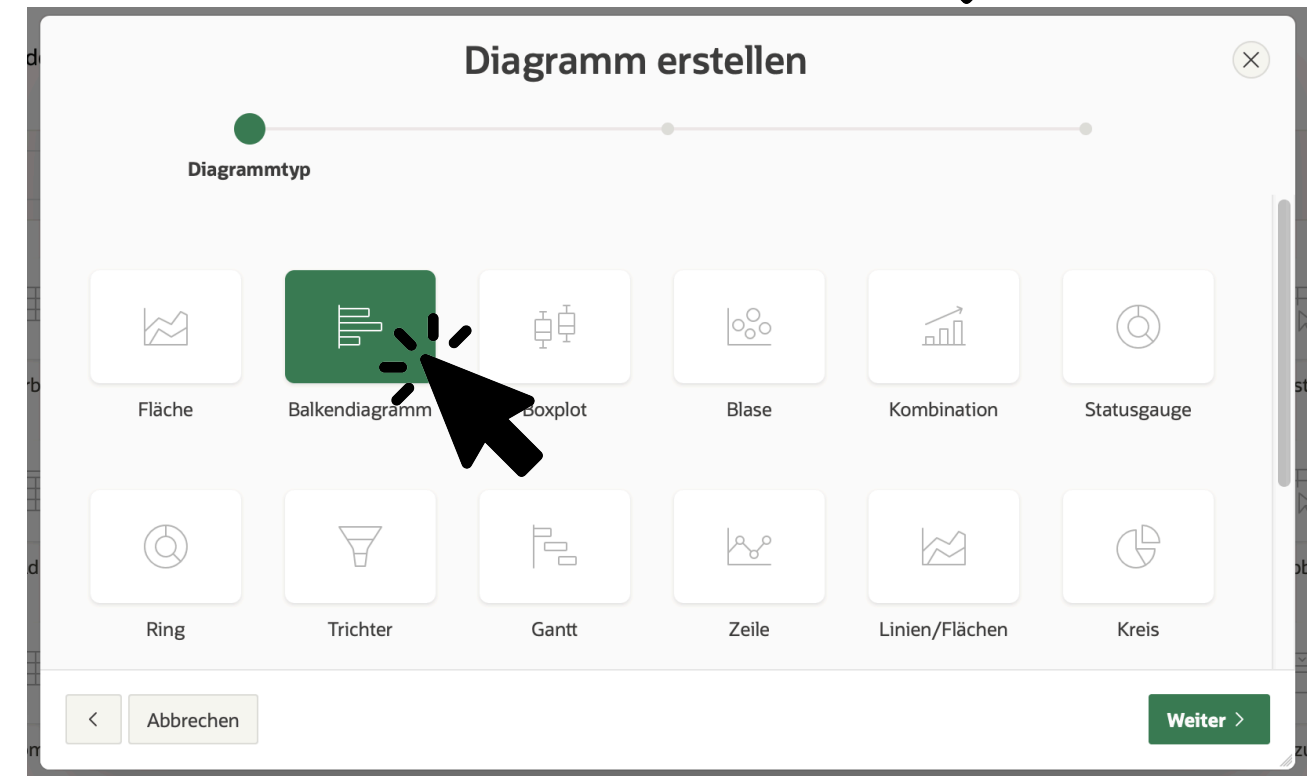 Diagramm erstellen
Diagrammtyp
Fläche
Balkendiagramm
Boxplot
Blase
Kombination
Statusgauge
Ring
Trichter
Gantt
Zeile
Linien/Flächen
Kreis
Abbrechen
Weiter